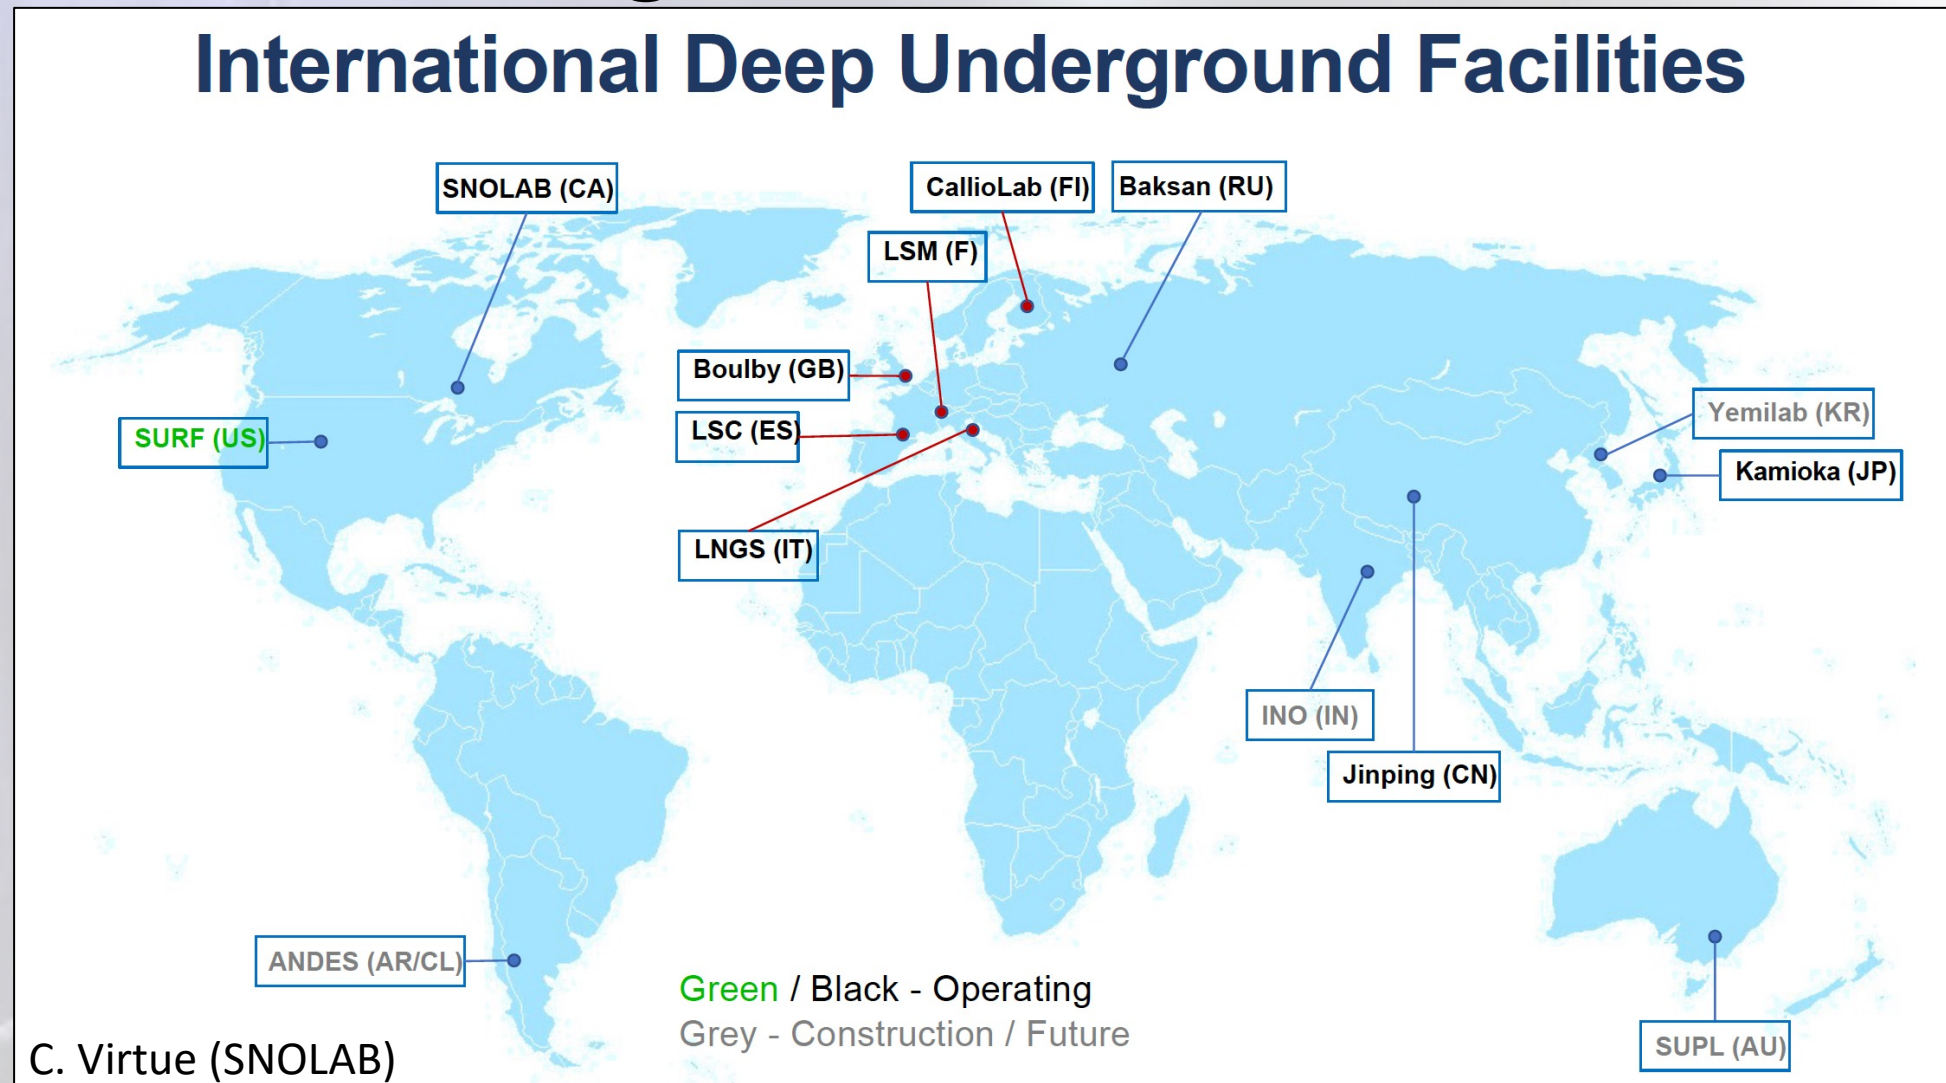 International Deep Underground Facilities
SNOLAB (CA)
CallioLab (FI)
Baksan (RU)
LSM (F)
Boulby (GB)
LSC (ES)
SURF (US)
Yemilab (KR)
Kamioka (JP)
LNGS (IT)
INO (IN)
Jinping (CN)
ANDES (AR/CL)
Green / Black - Operating
Grey - Construction / Future
SUPL (AU)
C. Virtue (SNOLAB)